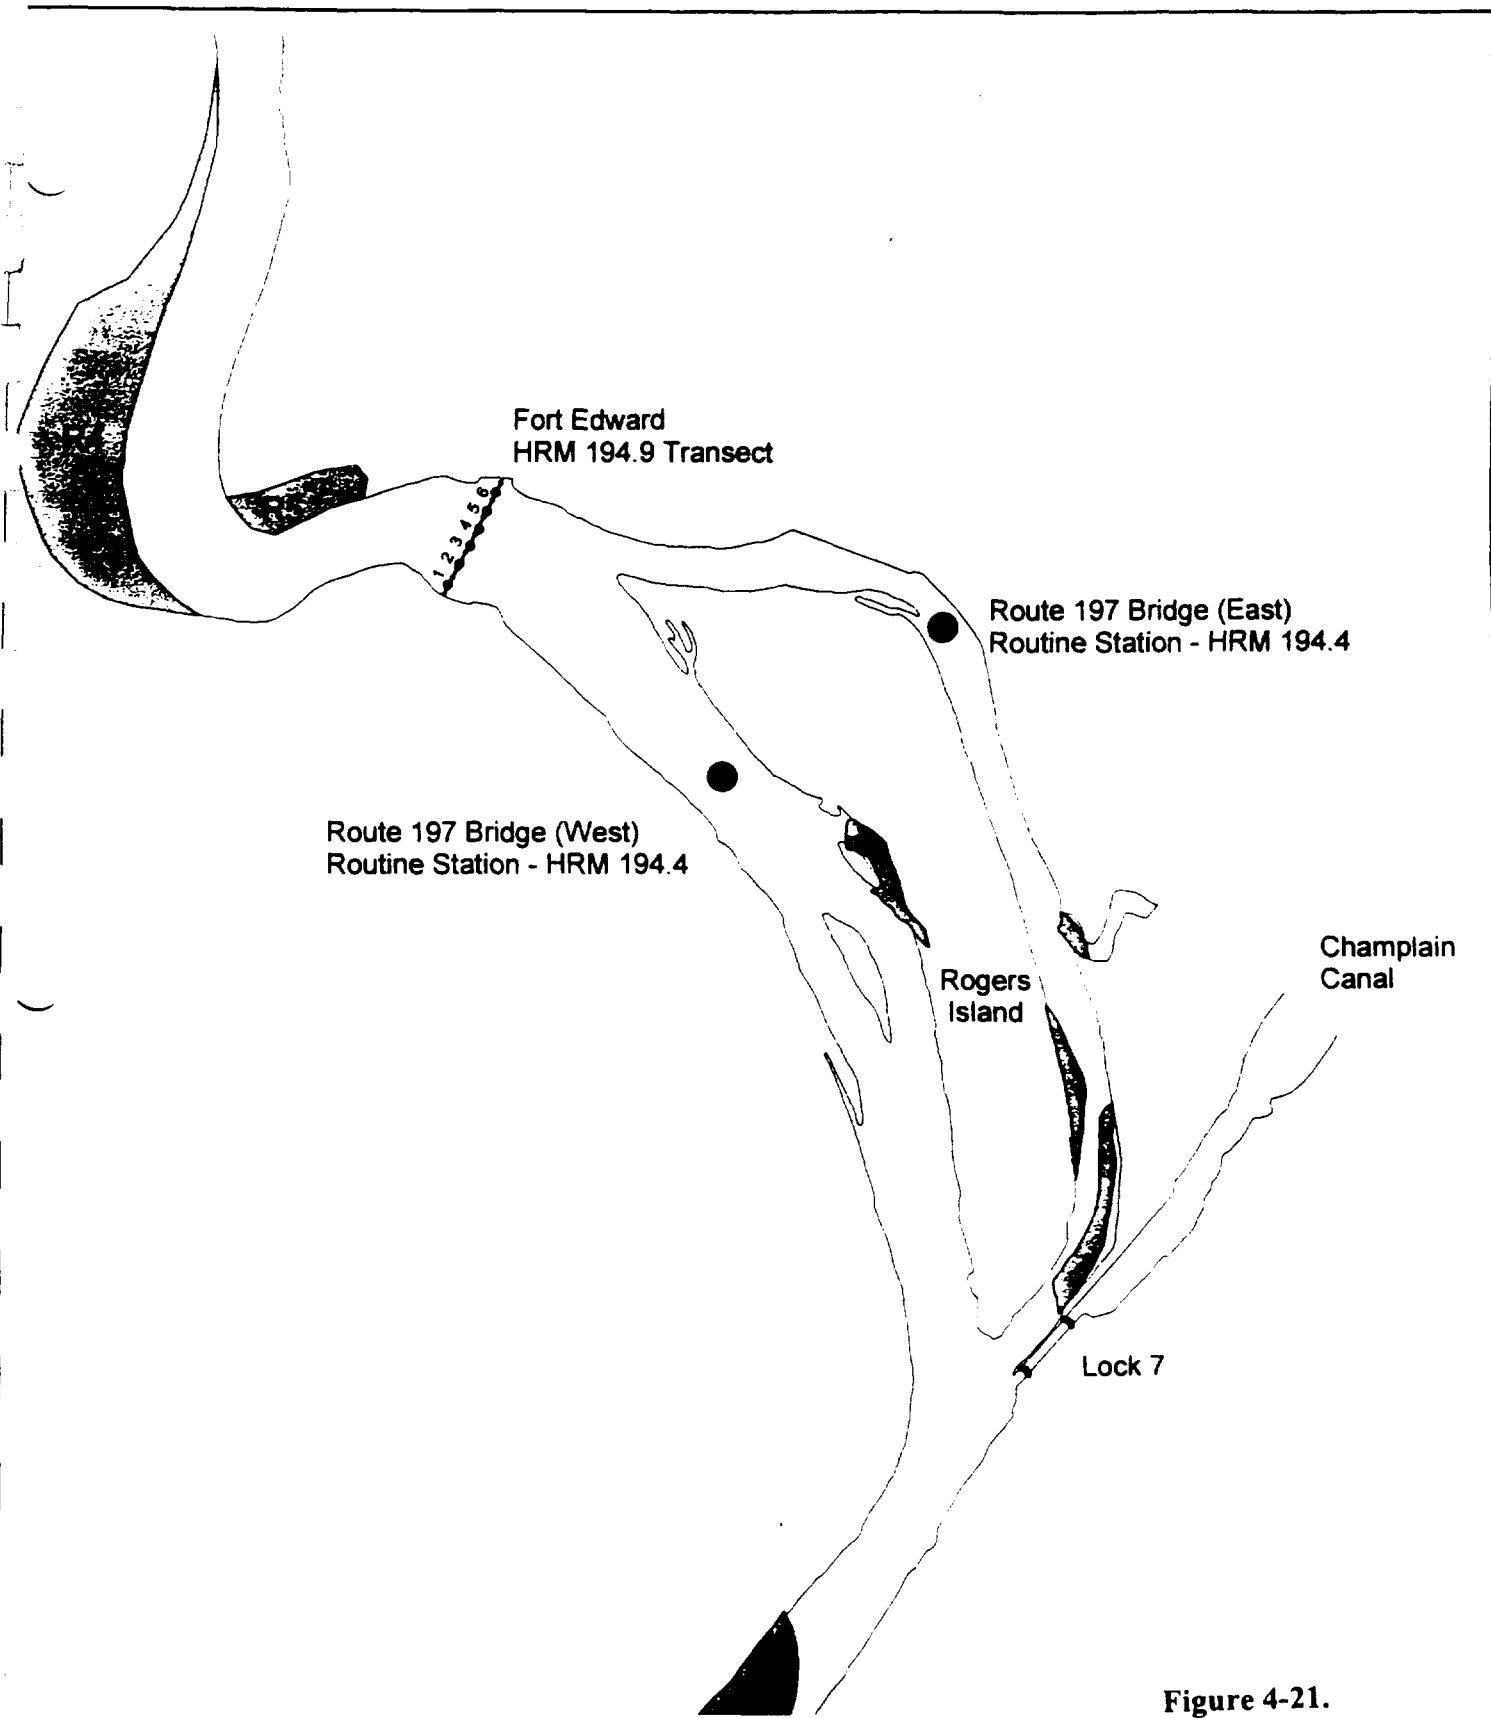 Fort Edward
HRM 194.9 Transect
1 2 3 4 5 6
Route 197 Bridge (East)
Routine Station - HRM 194.4
Route 197 Bridge (West)
Routine Station - HRM 194.4
Champlain
Canal
Rogers
Island
Lock 7
Figure 4-21.